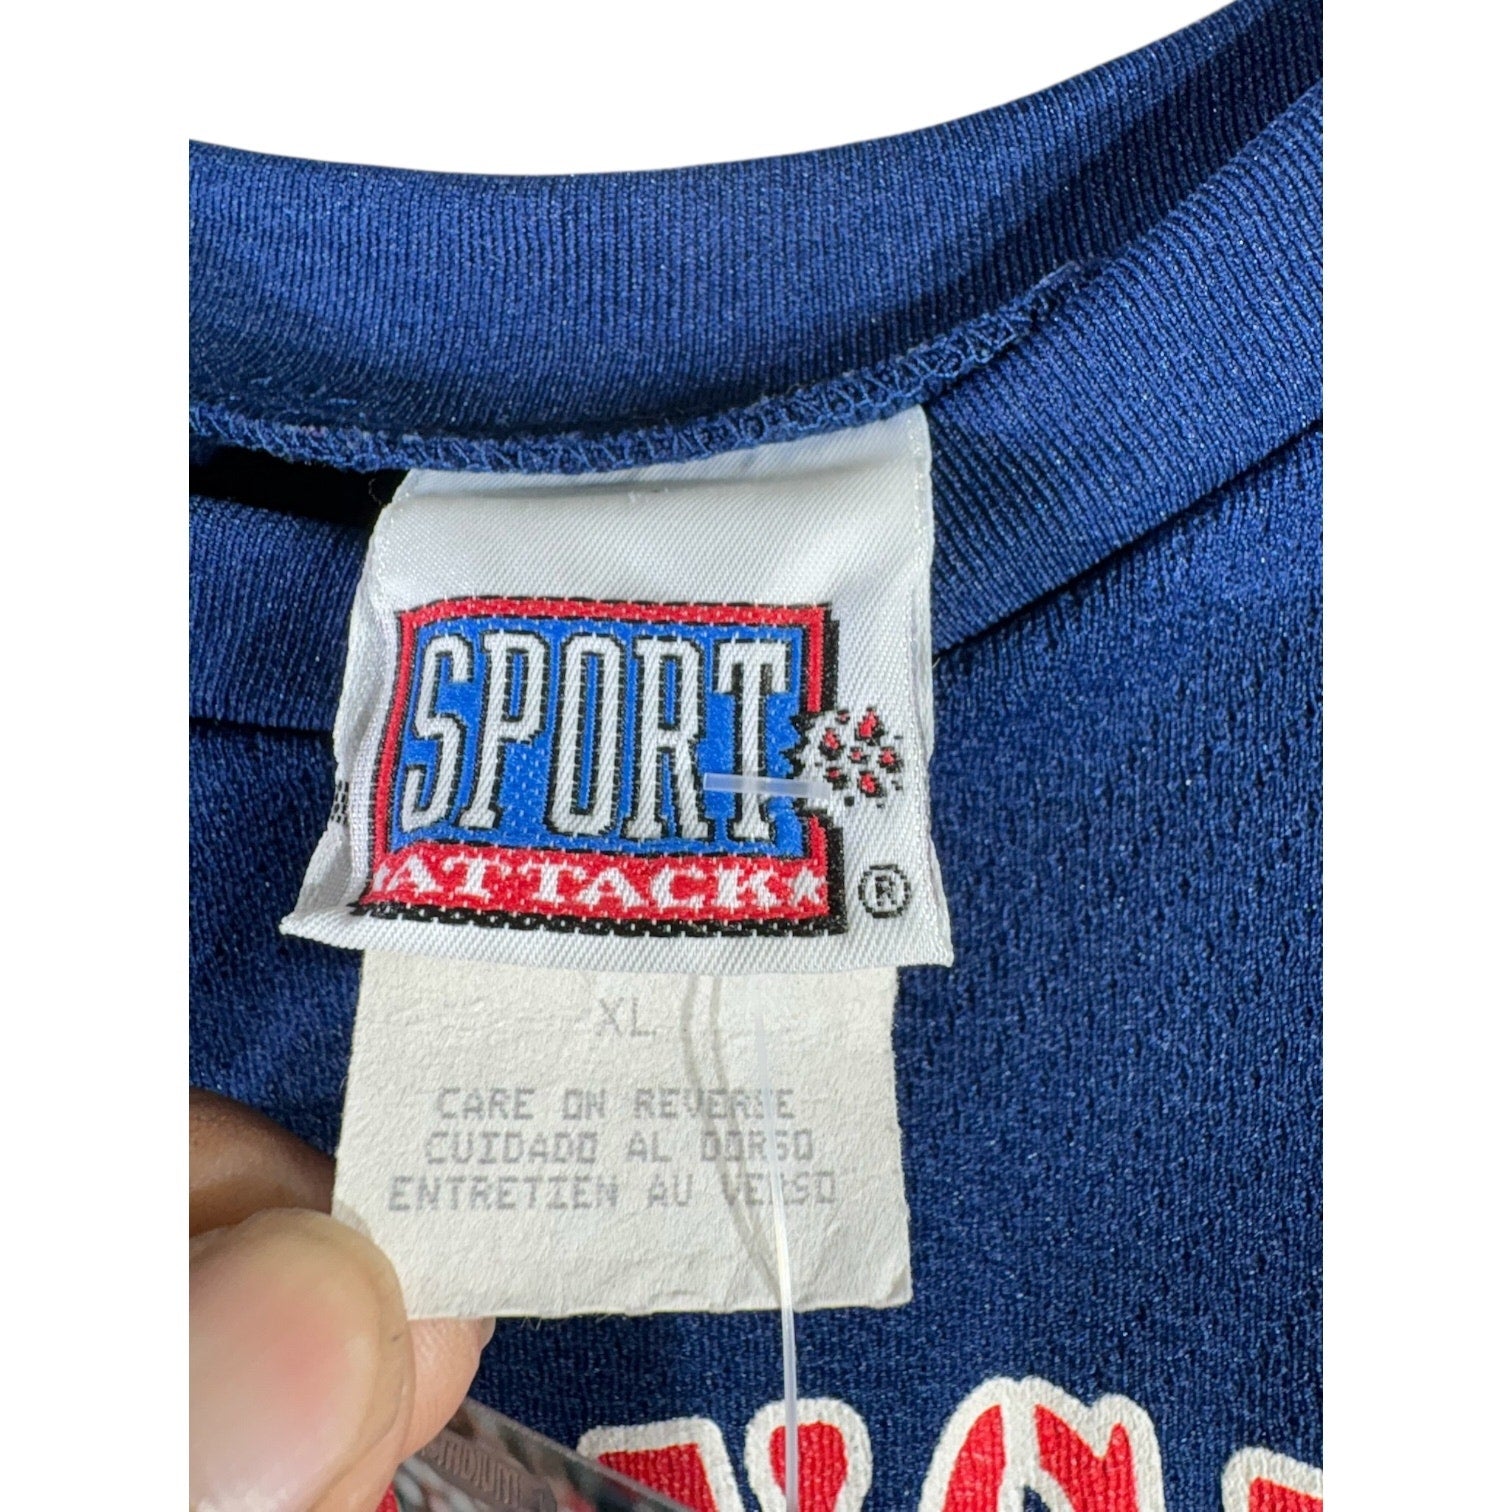 SPORT
ATTACK
®
XL
CARE ON REVERSE
CUIDADO AL DORSO
ENTRETIEN AU VERSO